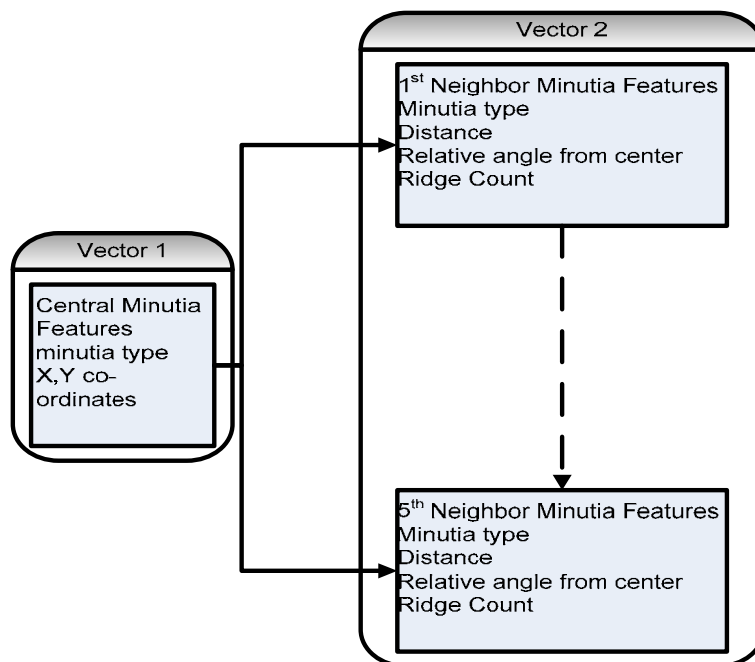 Vector 2
1st Neighbor Minutia Features
Minutia type
Distance
Relative angle from center
Ridge Count
Vector 1
Central Minutia
Features
minutia type
X,Y co-
ordinates
5th Neighbor Minutia Features
Minutia type
Distance
Relative angle from center
Ridge Count